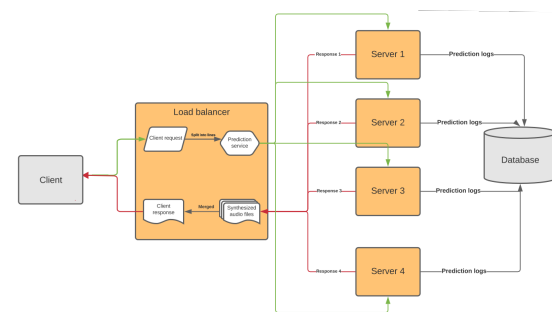 Response 1
Server 1
Prediction logs
Load balancer
Client request
Split into lines
Prediction
service
Response 2
Server 2
Prediction logs
Database
Client
Client
response
Merged
Synthesized
audio files
Response 3
Server 3
Prediction logs
Response 4
Server 4
Prediction logs